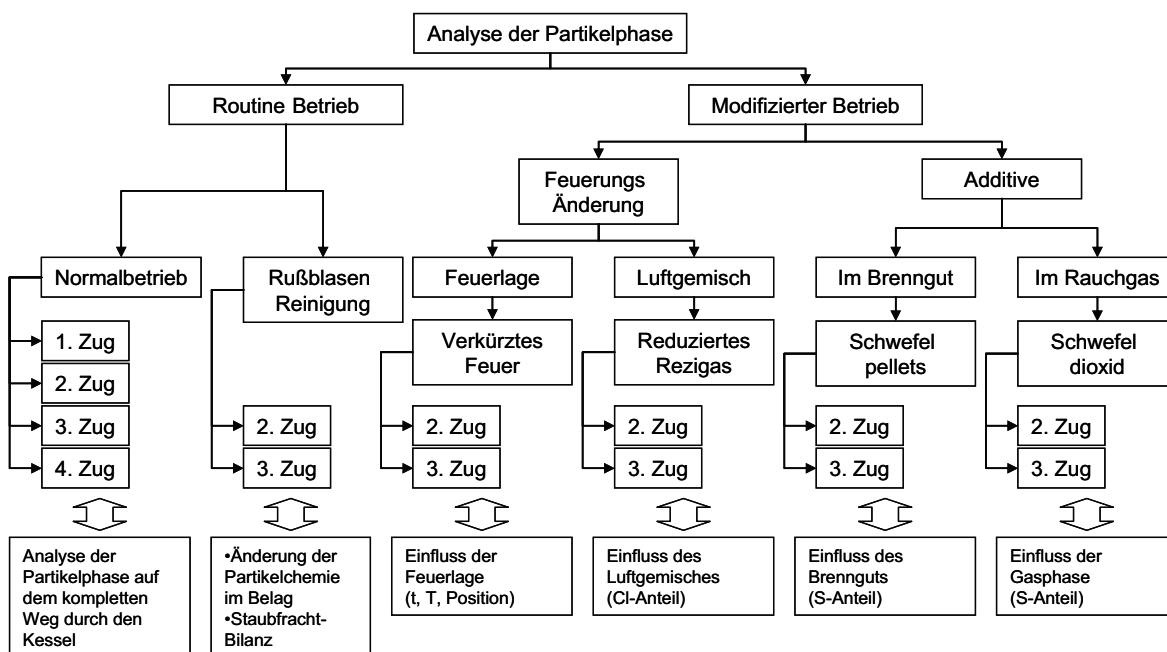 Analyse der Partikelphase
Routine Betrieb
Modifizierter Betrieb
Feuerungs
Änderung
Additive
Normalbetrieb
Rußblasen
Reinigung
Feuerlage
Luftgemisch
Im Brenngut
Im Rauchgas
Verkürztes
Feuer
Reduziertes
Rezigas
Schwefel
pellets
Schwefel
dioxid
1. Zug
2. Zug
3. Zug
4. Zug
2. Zug
3. Zug
2. Zug
3. Zug
2. Zug
3. Zug
2. Zug
3. Zug
2. Zug
3. Zug
Analyse der
Partikelphase auf
dem kompletten
Weg durch den
Kessel
•Änderung der
Partikelchemie
im Belag
•Staubfracht-
Bilanz
Einfluss der
Feuerlage
(t, T, Position)
Einfluss des
Luftgemisches
(Cl-Anteil)
Einfluss des
Brennguts
(S-Anteil)
Einfluss der
Gasphase
(S-Anteil)